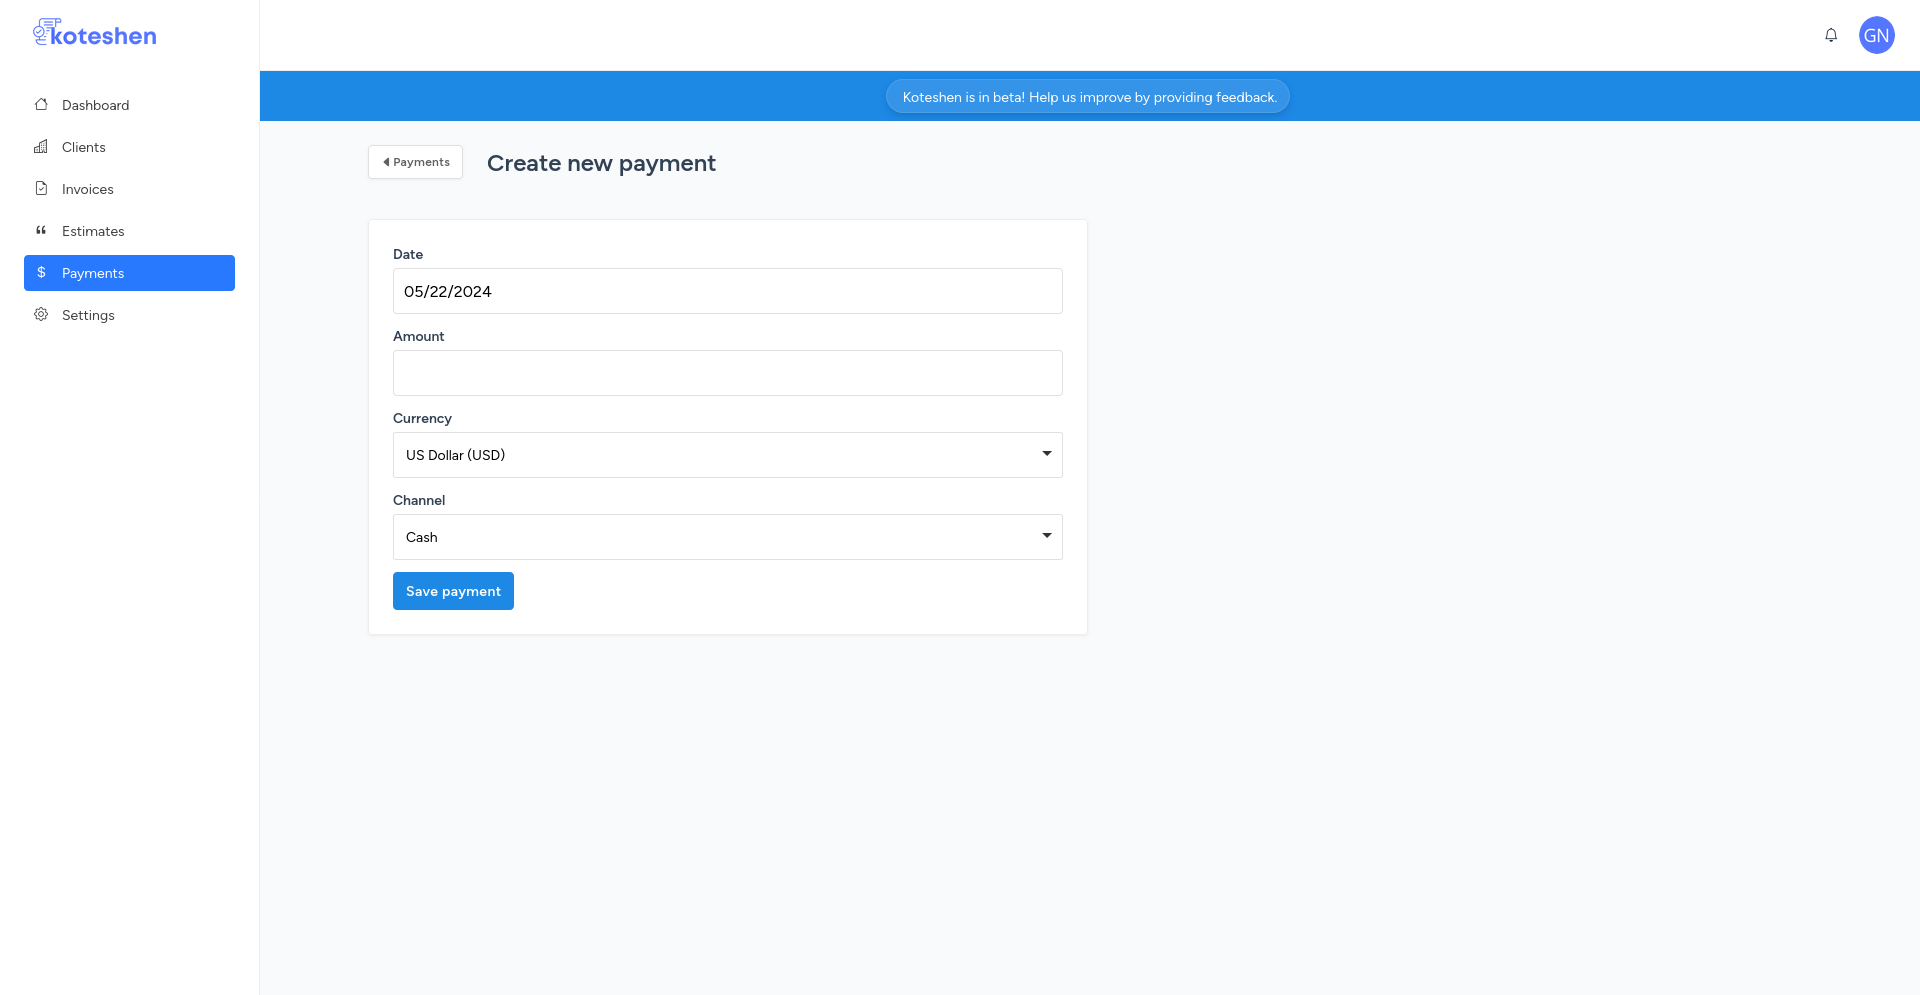 koteshen
GN
Dashboard
Clients
Invoices
Estimates
Payments
Settings
Koteshen is in beta! Help us improve by providing feedback.
Payments
Create new payment
Date
05/22/2024
Amount
Currency
US Dollar (USD)
Channel
Cash
Save payment